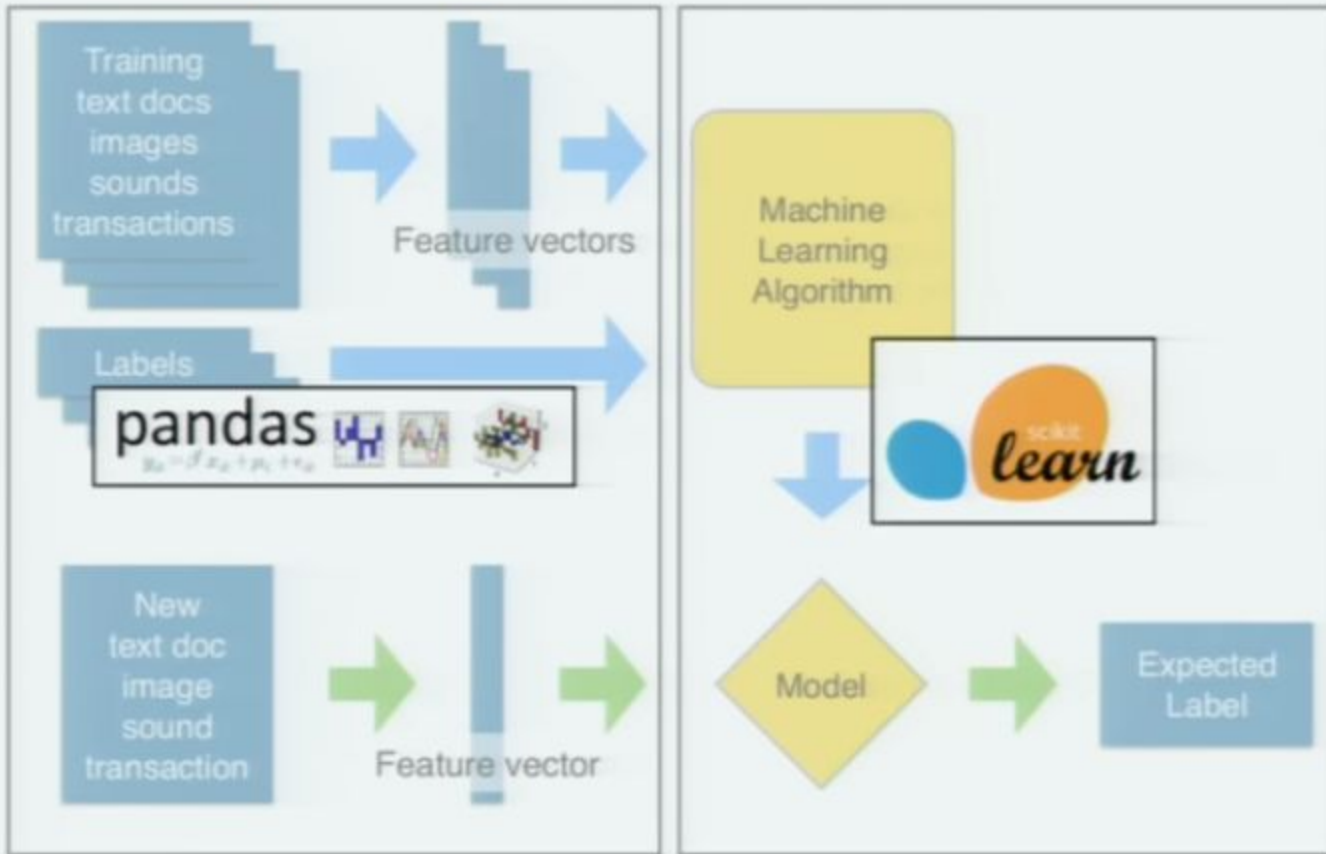 Training
text docs
images
sounds
transactions
Feature vectors
Labels
pandas
Machine
Learning
Algorithm
scikit
learn
New
text doc
image
sound
transaction
Feature vector
Model
Expected
Label